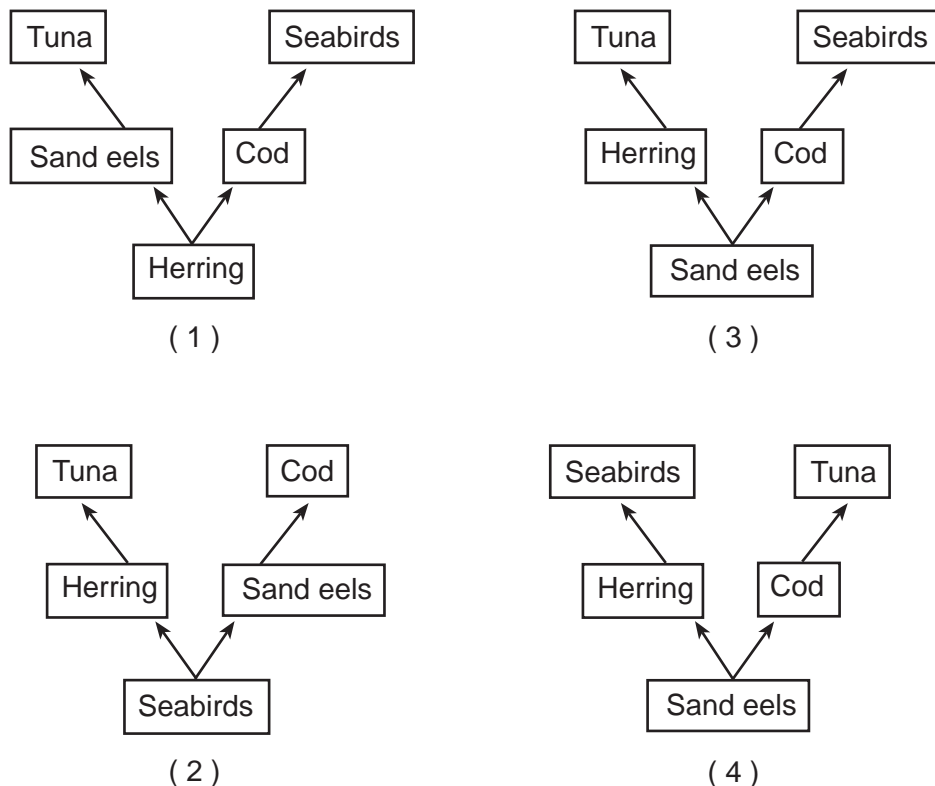 Tuna
Seabirds
Sand eels
Cod
Herring
( 1 )
Tuna
Seabirds
Herring
Cod
Sand eels
( 3 )
Tuna
Cod
Herring
Sand eels
Seabirds
( 2 )
Seabirds
Tuna
Herring
Cod
Sand eels
( 4 )